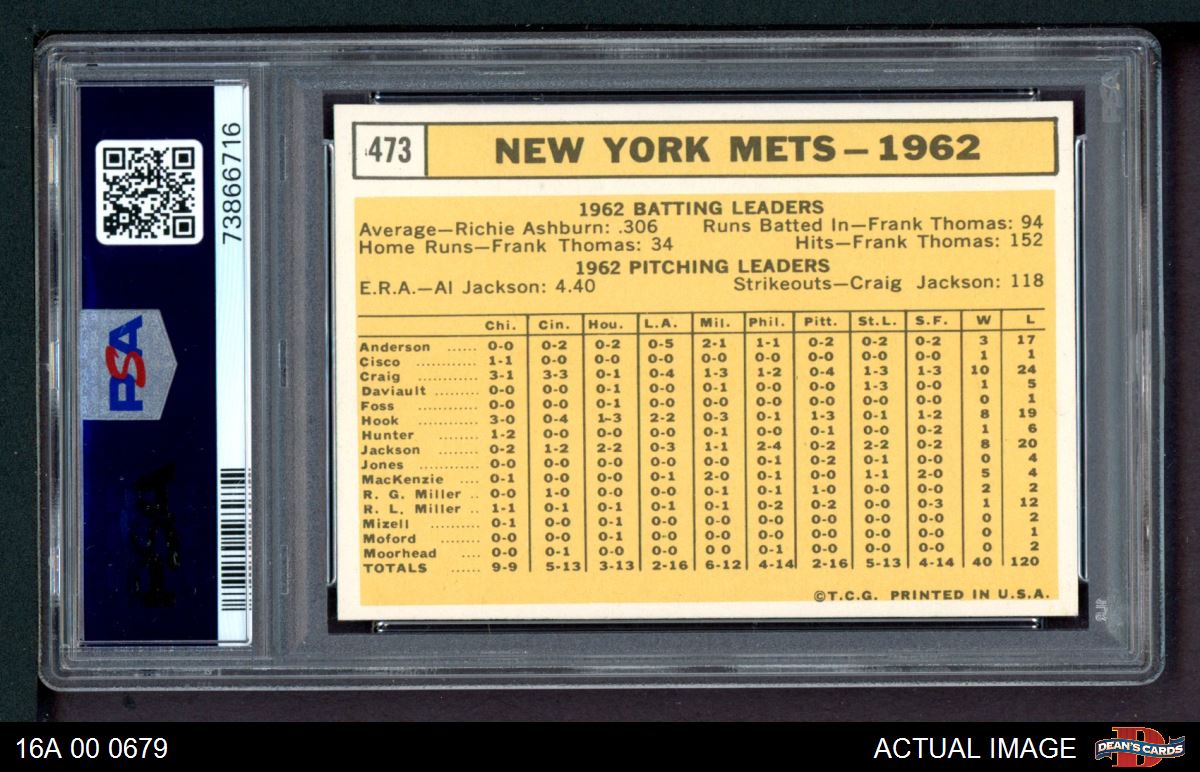 73866716
PSA
473 NEW YORK METS – 1962
1962 BATTING LEADERS
Average—Richie Ashburn: .306 Runs Batted In—Frank Thomas: 94
Home Runs—Frank Thomas: 34 Hits—Frank Thomas: 152
1962 PITCHING LEADERS
E.R.A.—Al Jackson: 4.40 Strikeouts—Craig Jackson: 118
Chi. Cin. Hou. L.A. Mil. Phil. Pitt. St.L. S.F. W L
Anderson ...... 0-0 0-2 0-2 0-5 2-1 1-1 0-2 0-2 0-2 3 17
Cisco ............ 1-1 0-0 0-0 0-0 0-0 0-0 0-0 0-0 0-0 1 1
Craig ............ 3-1 3-3 0-1 0-4 1-3 1-2 0-4 1-3 1-3 10 24
Daviault ......... 0-0 0-0 0-1 0-0 0-1 0-0 0-0 1-3 0-0 1 5
Foss ............ 0-0 0-0 0-1 0-0 0-0 0-0 0-0 0-0 0-0 0 1
Hook ............ 3-0 0-4 1-3 2-2 0-3 0-1 1-3 0-1 1-2 8 19
Hunter ........ 1-2 0-0 0-0 0-0 0-1 0-0 0-1 0-0 0-2 1 6
Jackson ........ 0-2 1-2 2-2 0-3 1-1 2-4 0-2 2-2 0-2 8 20
Jones ............ 0-0 0-0 0-0 0-0 0-0 0-1 0-2 0-1 0-0 0 4
MacKenzie .... 0-1 0-0 0-0 0-1 2-0 0-1 0-0 1-1 2-0 5 4
R. G. Miller .. 0-0 1-0 0-0 0-0 0-1 0-1 1-0 0-0 0-0 2 2
R. L. Miller .. 1-1 0-1 0-1 0-1 0-1 0-2 0-2 0-0 0-3 1 12
Mizell ............ 0-1 0-0 0-1 0-0 0-0 0-0 0-0 0-0 0-0 0 2
Moford ......... 0-0 0-0 0-1 0-0 0-0 0-0 0-0 0-0 0-0 0 1
Moorhead .... 0-0 0-1 0-0 0-0 0 0 0-1 0-0 0-0 0-0 0 2
TOTALS ...... 9-9 5-13 3-13 2-16 6-12 4-14 2-16 5-13 4-14 40 120
©T.C.G. PRINTED IN U.S.A.
16A 00 0679
ACTUAL IMAGE
DEAN'S CARDS